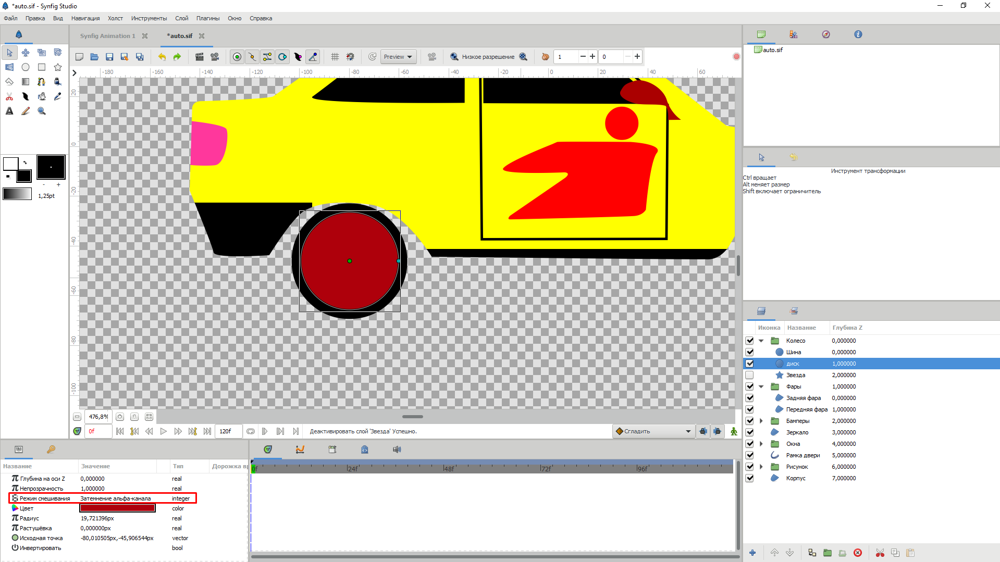 *auto.sif - Synfig Studio
Файл Правка Вид Навигация Холст Инструменты Слой Плагины Окно Справка
Synfig Animation 1 *auto.sif
Preview Низкое разрешение 1 0
-180 -160 -140 -120 -100 -80 -60 -40 -20 0 20 40 60
20
0
-20
-40
-60
-80
-100
- +
1,25pt
476,8%
0f 120f Деактивировать слой 'Звезда' Успешно. Сгладить
auto.sif
Инструмент трансформации
Ctrl вращает
Alt меняет размер
Shift включает ограничитель
Иконка Название Глубина Z
Колесо 0,000000
Шина 0,000000
диск 1,000000
Звезда 2,000000
Фары 1,000000
Задняя фара 0,000000
Передняя фара 1,000000
Бамперы 2,000000
Зеркало 3,000000
Окна 4,000000
Рамка двери 5,000000
Рисунок 6,000000
Корпус 7,000000
Название Значение Тип Дорожка в
Глубина на оси Z 0,000000 real
Непрозрачность 1,000000 real
Режим смешивания Затемнение альфа-канала integer
Цвет color
Радиус 19,721396px real
Растушёвка 0,000000px real
Исходная точка -80,010505px,-45,906544px vector
Инвертировать bool
0f 24f 48f 72f 96f